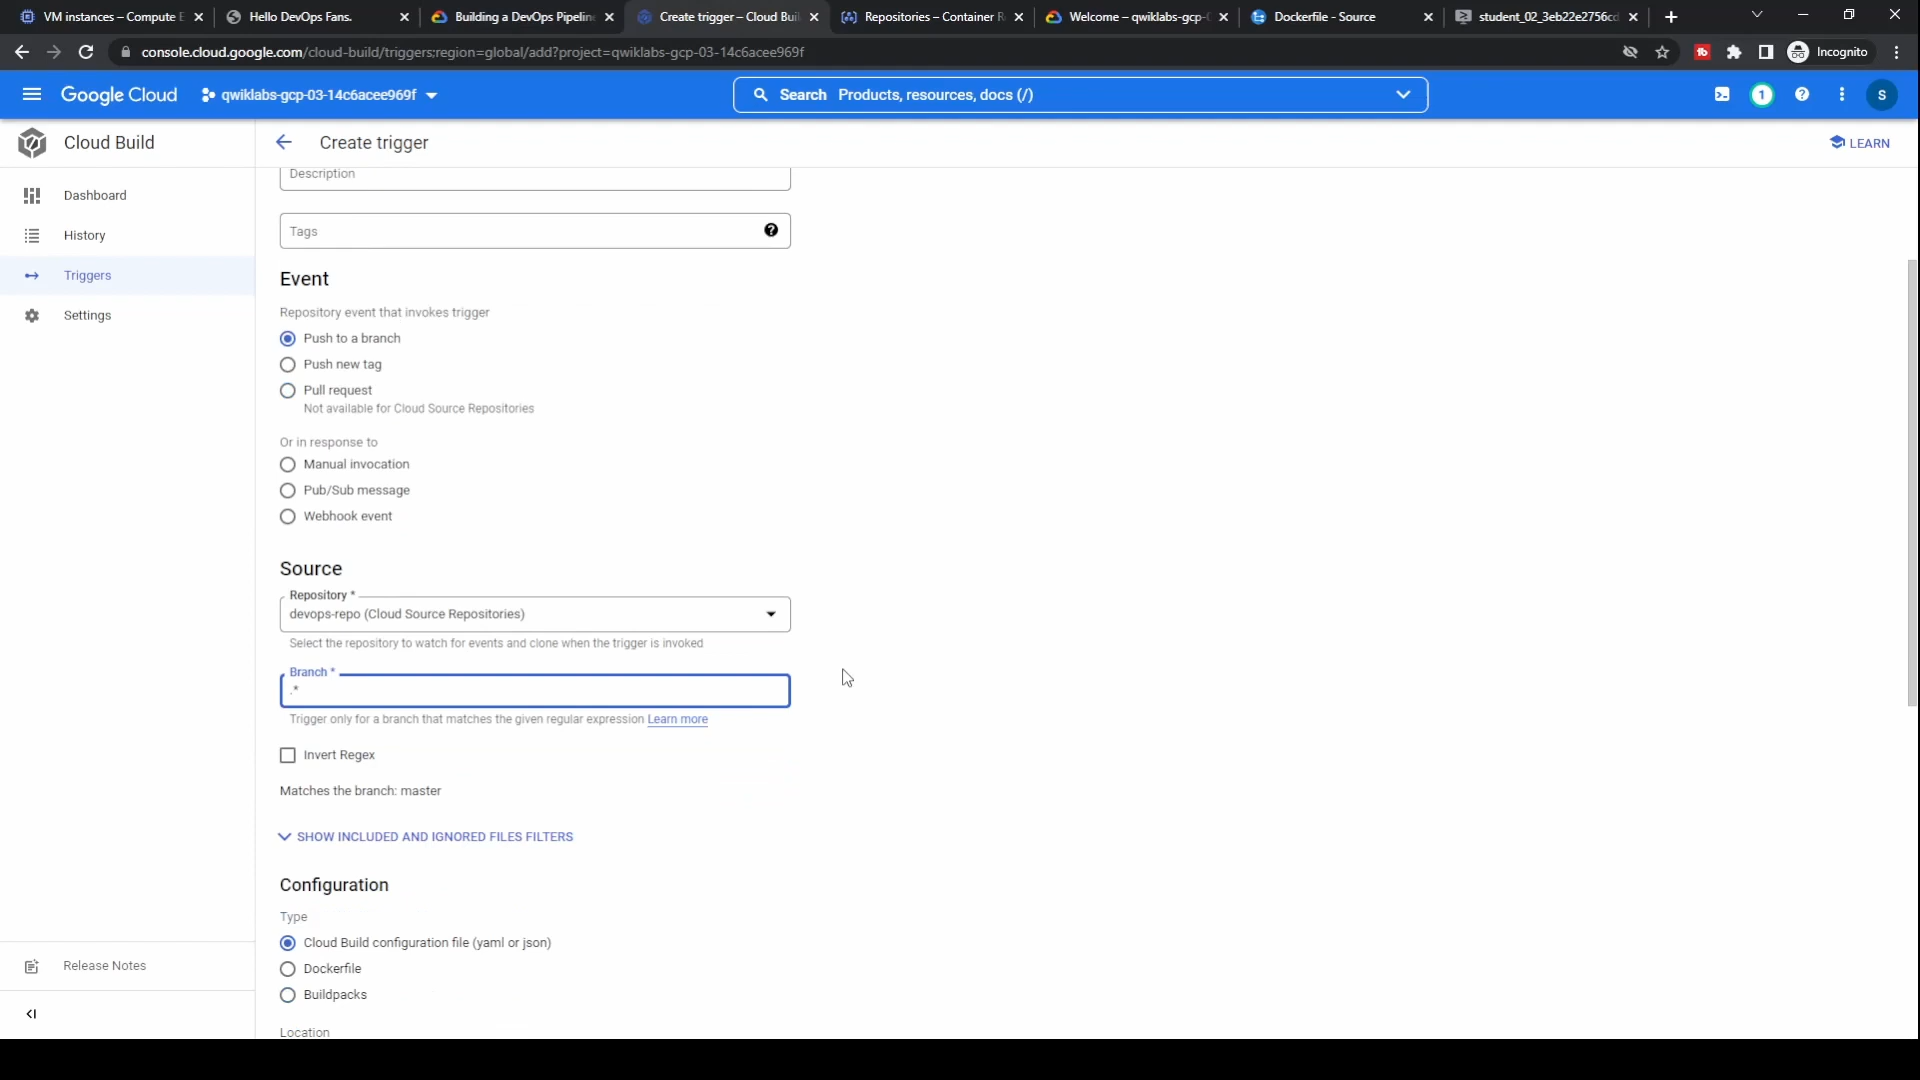 VM instances – Compute E
Hello DevOps Fans.
Building a DevOps Pipelin
Create trigger – Cloud Buil
Repositories – Container R
Welcome – qwiklabs-gcp-0
Dockerfile - Source
student_02_3eb22e2756cd
console.cloud.google.com/cloud-build/triggers;region=global/add?project=qwiklabs-gcp-03-14c6acee969f
Incognito
Google Cloud
qwiklabs-gcp-03-14c6acee969f
Search Products, resources, docs (/)
1
S
Cloud Build
Create trigger
LEARN
Dashboard
History
Triggers
Settings
Release Notes
Description
Tags
Event
Repository event that invokes trigger
Push to a branch
Push new tag
Pull request
Not available for Cloud Source Repositories
Or in response to
Manual invocation
Pub/Sub message
Webhook event
Source
Repository *
devops-repo (Cloud Source Repositories)
Select the repository to watch for events and clone when the trigger is invoked
Branch *
.*
Trigger only for a branch that matches the given regular expression Learn more
Invert Regex
Matches the branch: master
SHOW INCLUDED AND IGNORED FILES FILTERS
Configuration
Type
Cloud Build configuration file (yaml or json)
Dockerfile
Buildpacks
Location